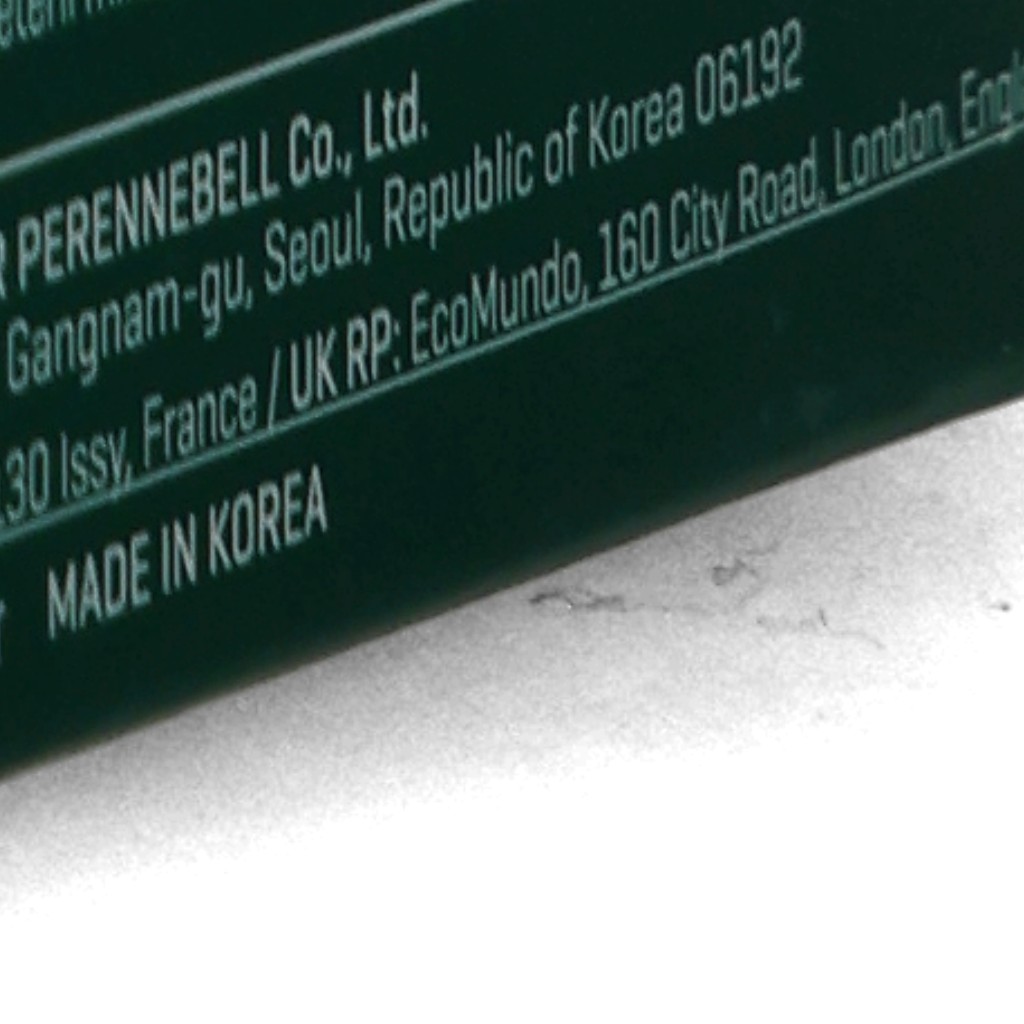 PERENNEBELL Co., Ltd.
Gangnam-gu, Seoul, Republic of Korea 06192
Issy, France / UK RP: EcoMundo, 160 City Road, London,
MADE IN KOREA